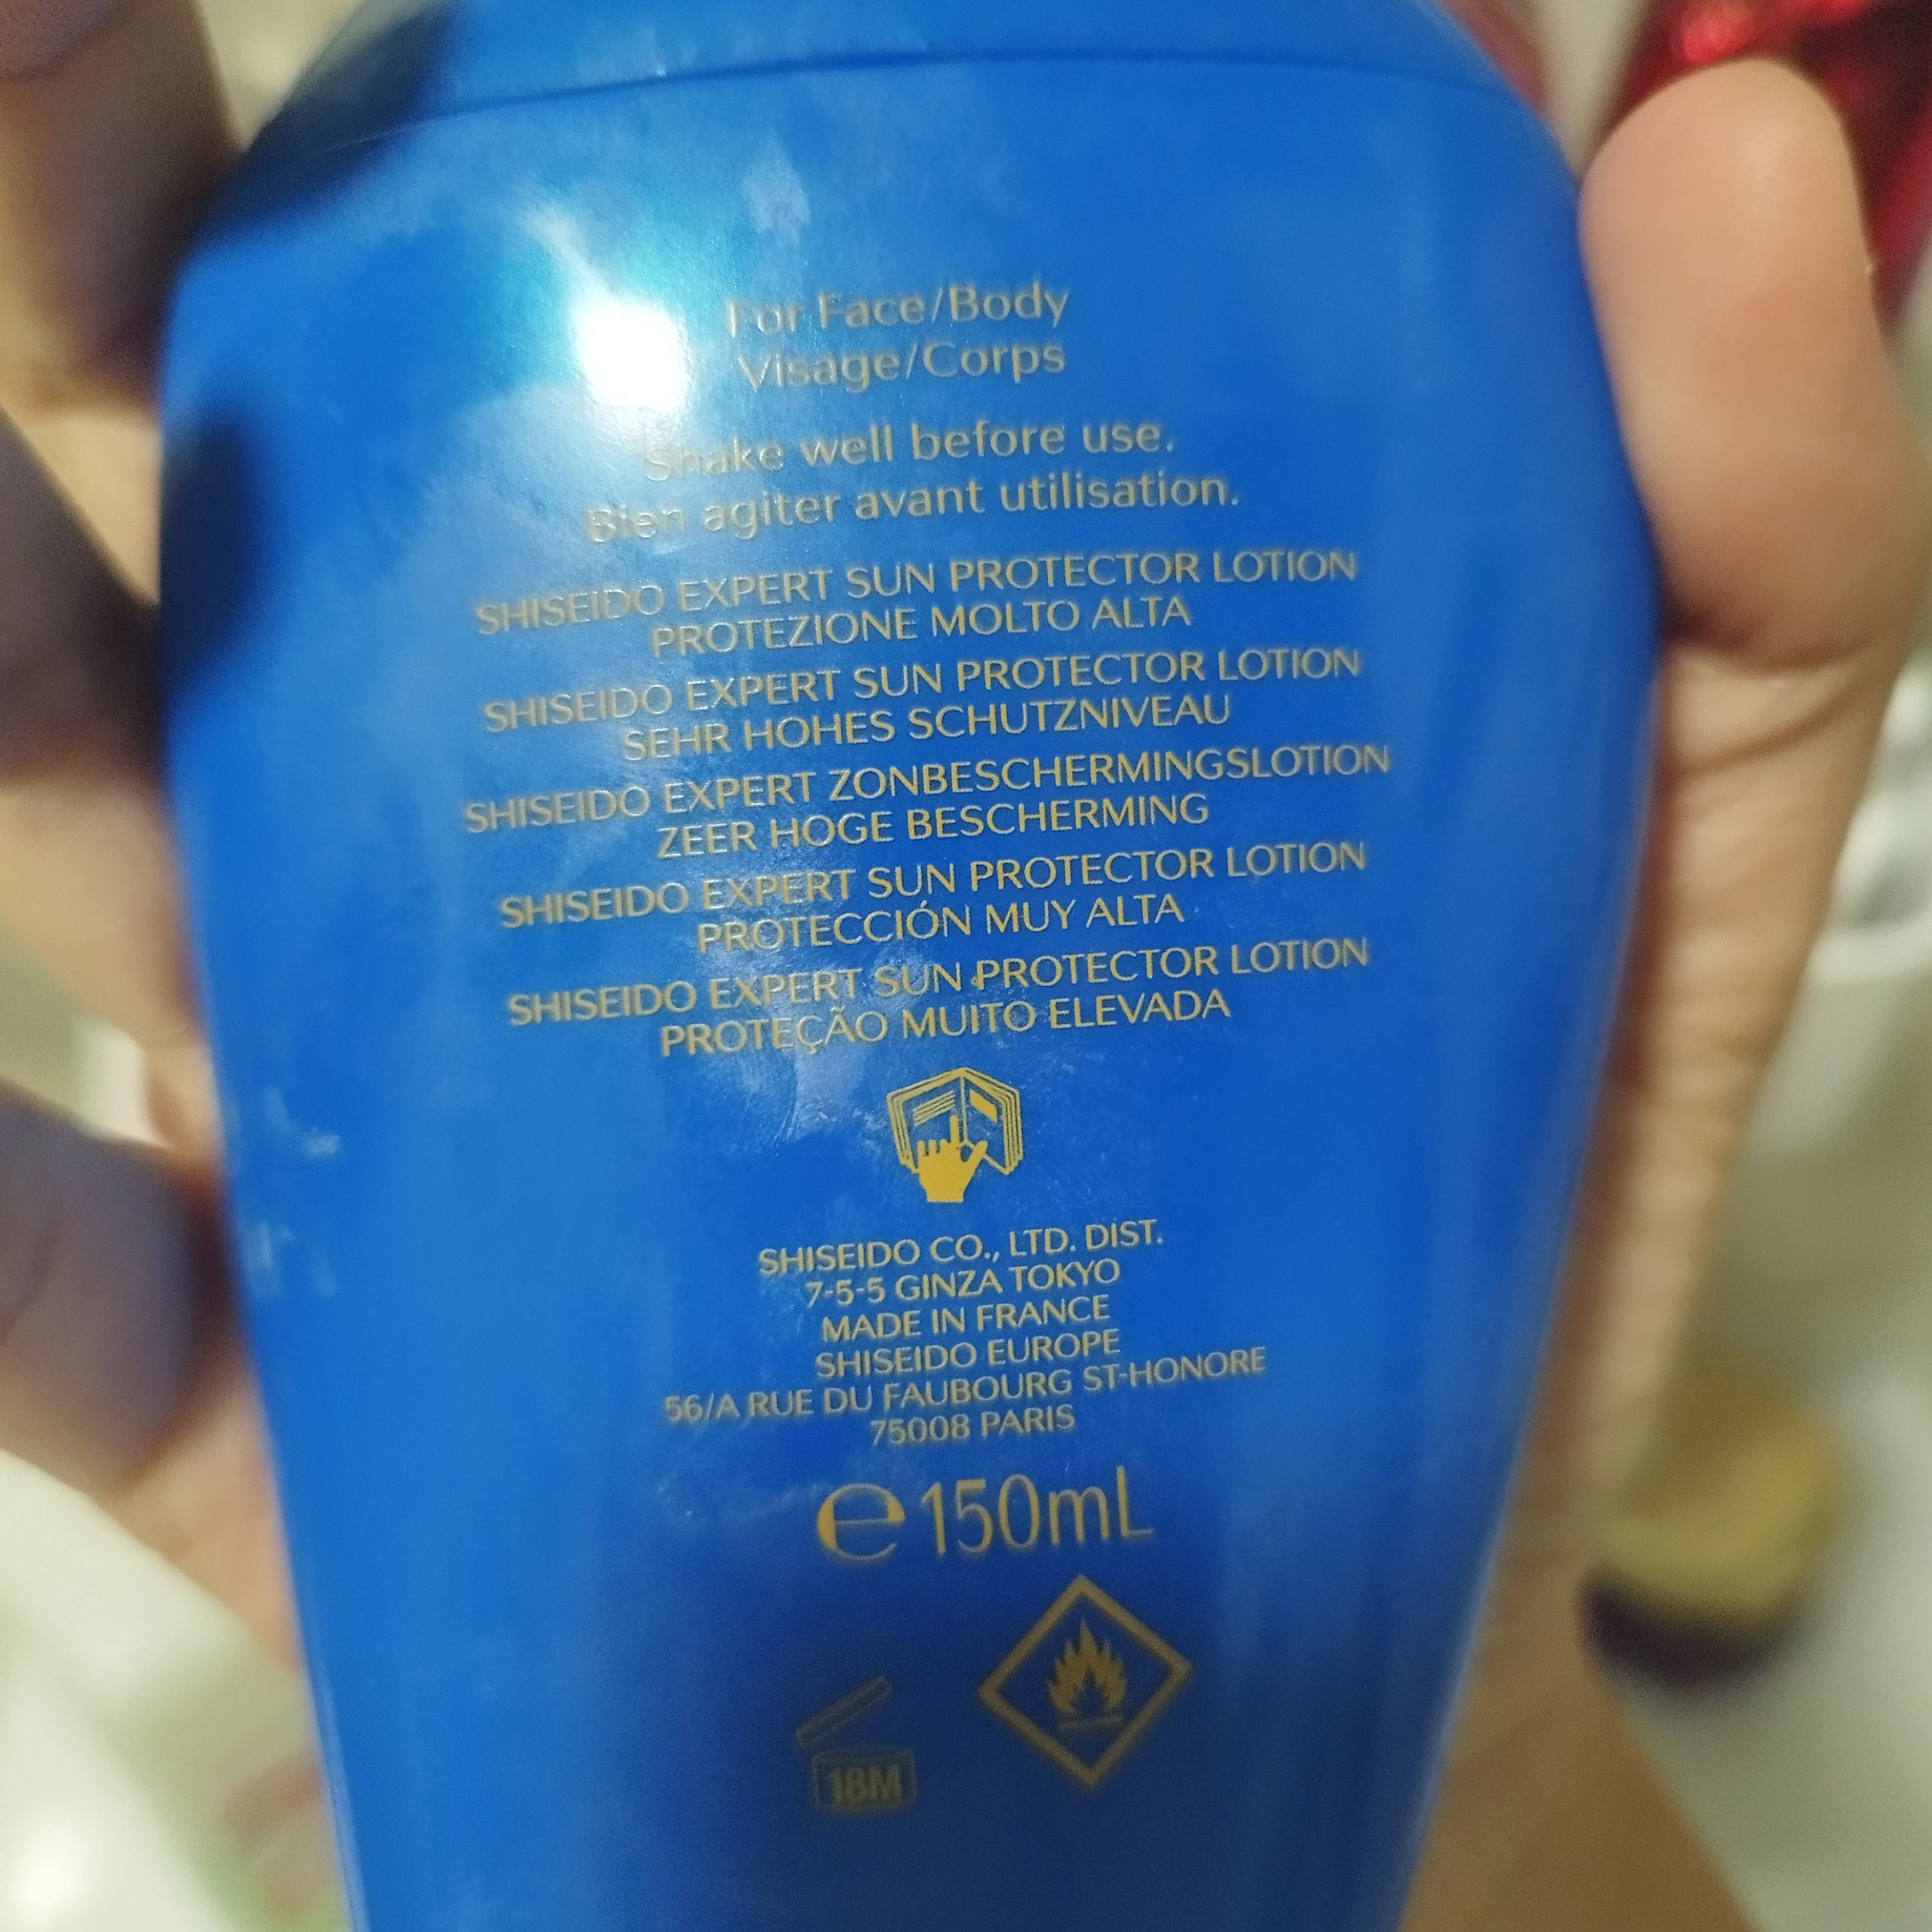 For Face/Body
Visage/Corps
Shake well before use.
Bien agiter avant utilisation.
SHISEIDO EXPERT SUN PROTECTOR LOTION
PROTEZIONE MOLTO ALTA
SHISEIDO EXPERT SUN PROTECTOR LOTION
SEHR HOHES SCHUTZNIVEAU
SHISEIDO EXPERT ZONBESCHERMINGSLOTION
ZEER HOGE BESCHERMING
SHISEIDO EXPERT SUN PROTECTOR LOTION
PROTECCIÓN MUY ALTA
SHISEIDO EXPERT SUN PROTECTOR LOTION
PROTEÇÃO MUITO ELEVADA
SHISEIDO CO., LTD. DIST.
7-5-5 GINZA TOKYO
MADE IN FRANCE
SHISEIDO EUROPE
56/A RUE DU FAUBOURG ST-HONORE
75008 PARIS
℮ 150mL
18M